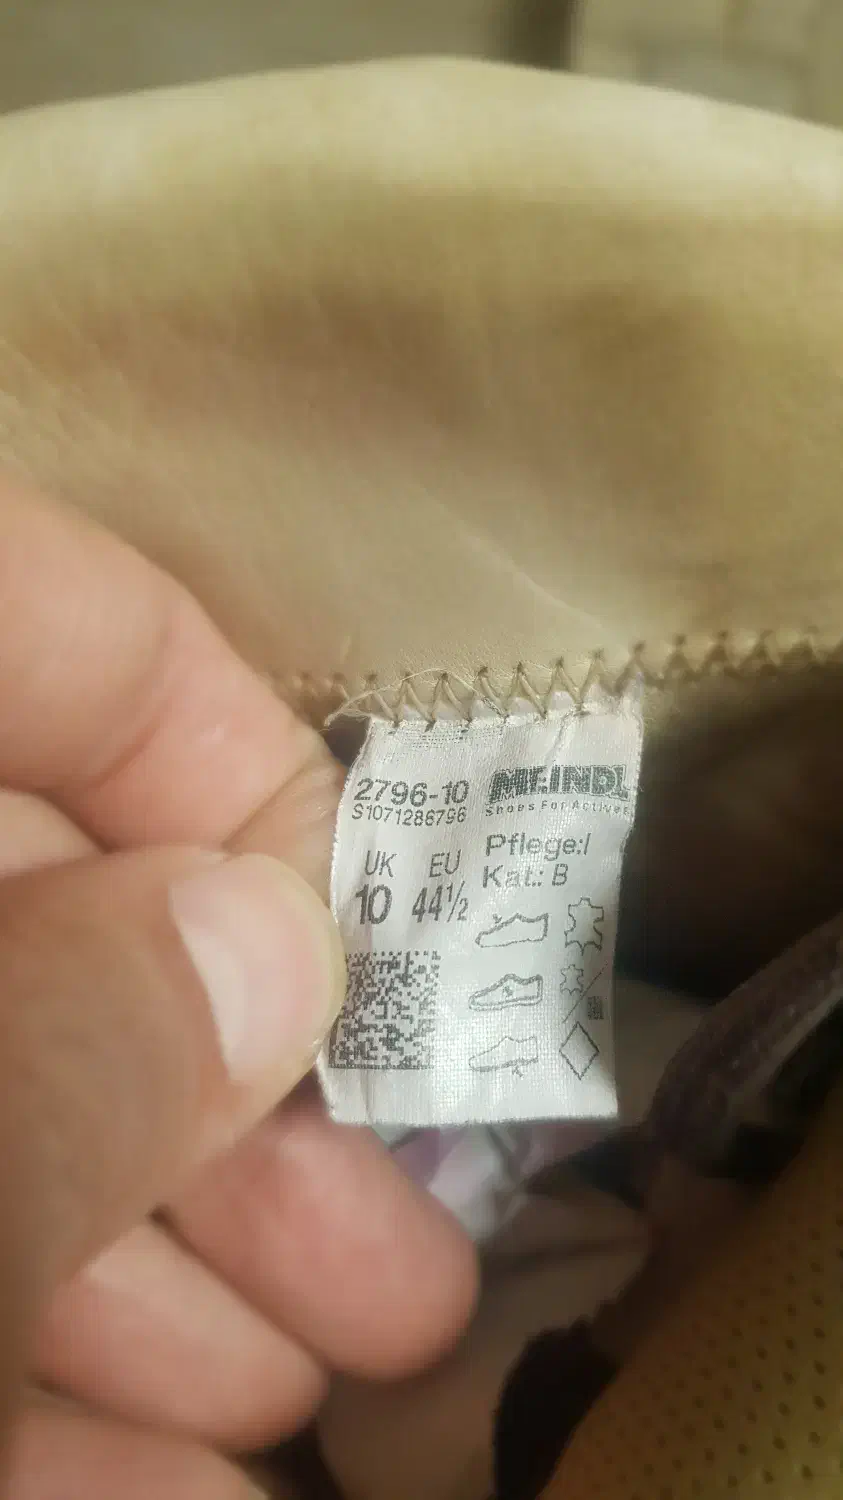 2796-10
S1071286796
UK EU
10 44½
MEINDL
Shoes For Actives
Pflege:I
Kat.: B